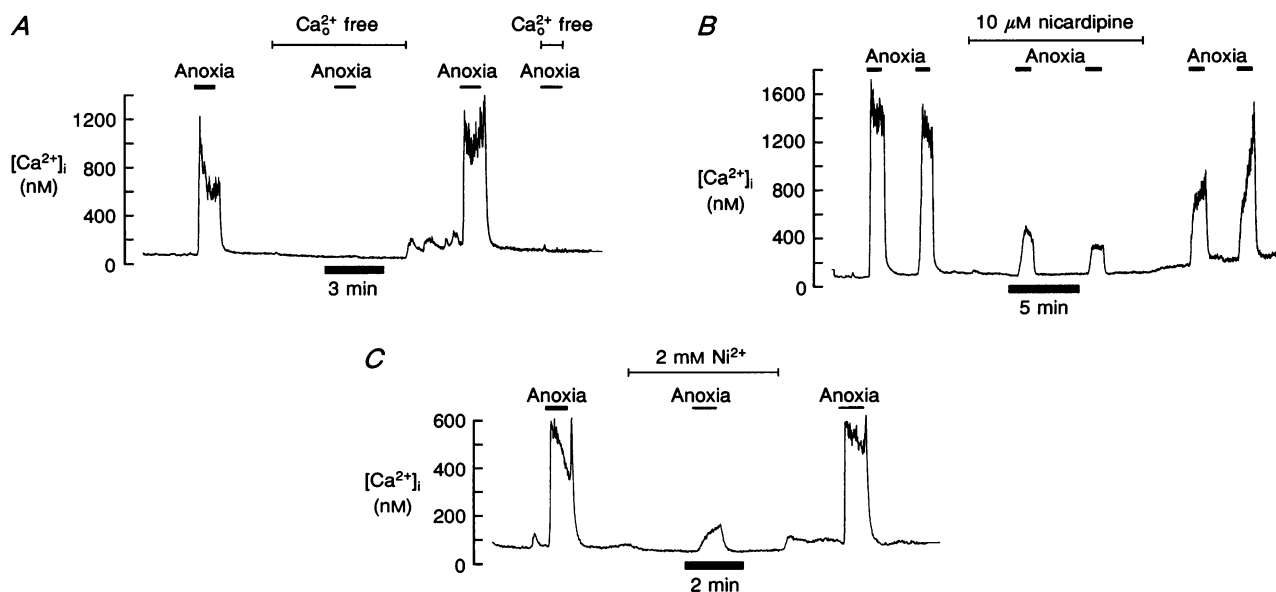 A
Ca²⁺ₒ free
Ca²⁺ₒ free
Anoxia
Anoxia
Anoxia
Anoxia
1200
800
400
0
[Ca²⁺]ᵢ
(nM)
3 min
B
10 μM nicardipine
Anoxia
Anoxia
Anoxia
1600
1200
800
400
0
[Ca²⁺]ᵢ
(nM)
5 min
C
2 mM Ni²⁺
Anoxia
Anoxia
Anoxia
600
400
200
0
[Ca²⁺]ᵢ
(nM)
2 min